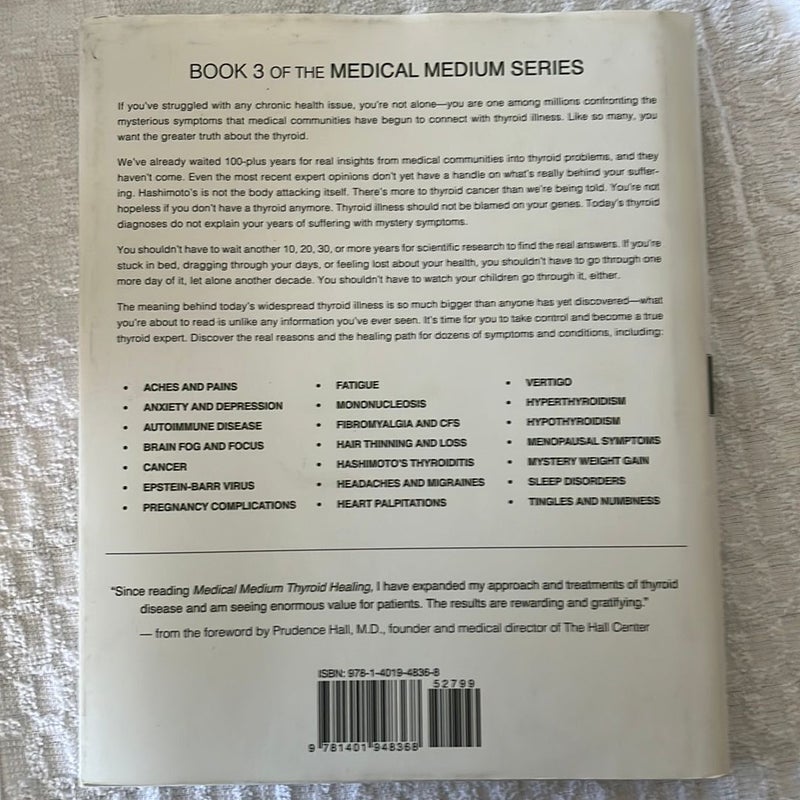 BOOK 3 OF THE MEDICAL MEDIUM SERIES
If you've struggled with any chronic health issue, you're not alone—you are one among millions confronting the
mysterious symptoms that medical communities have begun to connect with thyroid illness. Like so many, you
want the greater truth about the thyroid.
We've already waited 100-plus years for real insights from medical communities into thyroid problems, and they
haven't come. Even the most recent expert opinions don't yet have a handle on what's really behind your suffer-
ing. Hashimoto's is not the body attacking itself. There's more to thyroid cancer than we're being told. You're not
hopeless if you don't have a thyroid anymore. Thyroid illness should not be blamed on your genes. Today's thyroid
diagnoses do not explain your years of suffering with mystery symptoms.
You shouldn't have to wait another 10, 20, 30, or more years for scientific research to find the real answers. If you're
stuck in bed, dragging through your days, or feeling lost about your health, you shouldn't have to go through one
more day of it, let alone another decade. You shouldn't have to watch your children go through it, either.
The meaning behind today's widespread thyroid illness is so much bigger than anyone has yet discovered—what
you're about to read is unlike any information you've ever seen. It's time for you to take control and become a true
thyroid expert. Discover the real reasons and the healing path for dozens of symptoms and conditions, including:
• ACHES AND PAINS
• ANXIETY AND DEPRESSION
• AUTOIMMUNE DISEASE
• BRAIN FOG AND FOCUS
• CANCER
• EPSTEIN-BARR VIRUS
• PREGNANCY COMPLICATIONS
• FATIGUE
• MONONUCLEOSIS
• FIBROMYALGIA AND CFS
• HAIR THINNING AND LOSS
• HASHIMOTO'S THYROIDITIS
• HEADACHES AND MIGRAINES
• HEART PALPITATIONS
• VERTIGO
• HYPERTHYROIDISM
• HYPOTHYROIDISM
• MENOPAUSAL SYMPTOMS
• MYSTERY WEIGHT GAIN
• SLEEP DISORDERS
• TINGLES AND NUMBNESS
"Since reading Medical Medium Thyroid Healing, I have expanded my approach and treatments of thyroid
disease and am seeing enormous value for patients. The results are rewarding and gratifying."
— from the foreword by Prudence Hall, M.D., founder and medical director of The Hall Center
ISBN: 978-1-4019-4836-8
52799
9 781401 948368